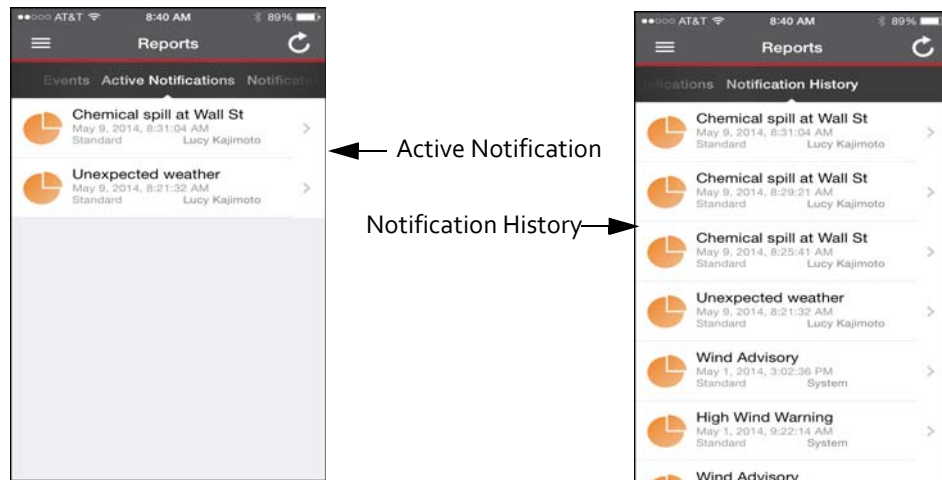 AT&T 8:40 AM 89%
Reports
Events Active Notifications Notificatio
Chemical spill at Wall St
May 9, 2014, 8:31:04 AM
Standard Lucy Kajimoto
Unexpected weather
May 9, 2014, 8:21:32 AM
Standard Lucy Kajimoto
Active Notification
Notification History
AT&T 8:40 AM 89%
Reports
ifications Notification History
Chemical spill at Wall St
May 9, 2014, 8:31:04 AM
Standard Lucy Kajimoto
Chemical spill at Wall St
May 9, 2014, 8:29:21 AM
Standard Lucy Kajimoto
Chemical spill at Wall St
May 9, 2014, 8:25:41 AM
Standard Lucy Kajimoto
Unexpected weather
May 9, 2014, 8:21:32 AM
Standard Lucy Kajimoto
Wind Advisory
May 1, 2014, 3:02:36 PM
Standard System
High Wind Warning
May 1, 2014, 9:22:14 AM
Standard System
Wind Advisory